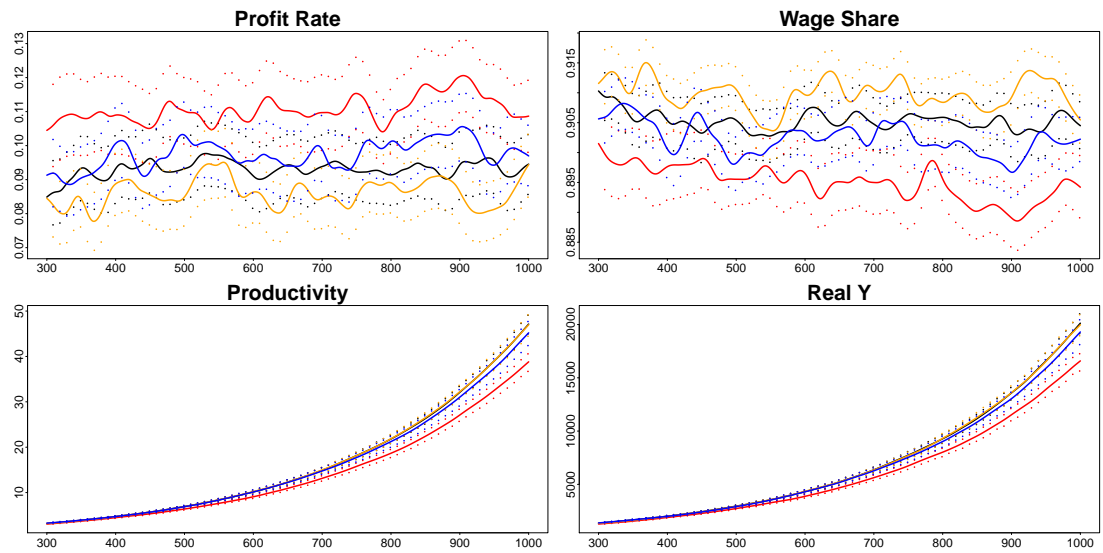 Profit Rate
0.07 0.08 0.09 0.10 0.11 0.12 0.13
300 400 500 600 700 800 900 1000
Wage Share
0.885 0.895 0.905 0.915
300 400 500 600 700 800 900 1000
Productivity
10 20 30 40 50
300 400 500 600 700 800 900 1000
Real Y
5000 10000 15000 20000
300 400 500 600 700 800 900 1000